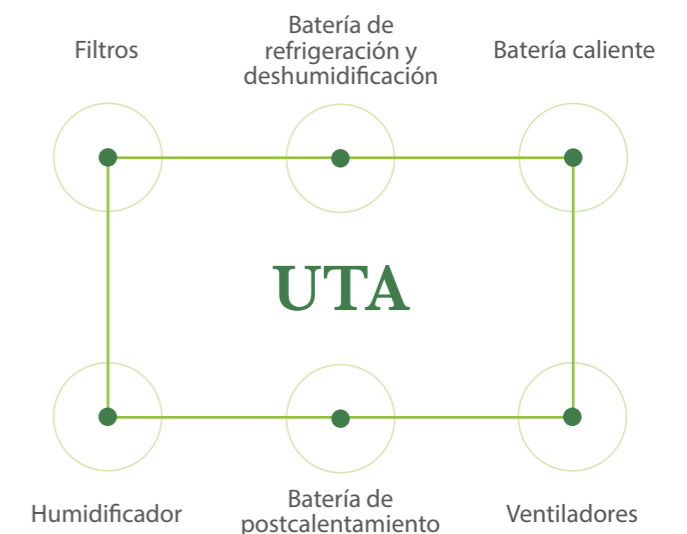 Filtros
Batería de
refrigeración y
deshumidificación
Batería caliente
UTA
Humidificador
Batería de
postcalentamiento
Ventiladores